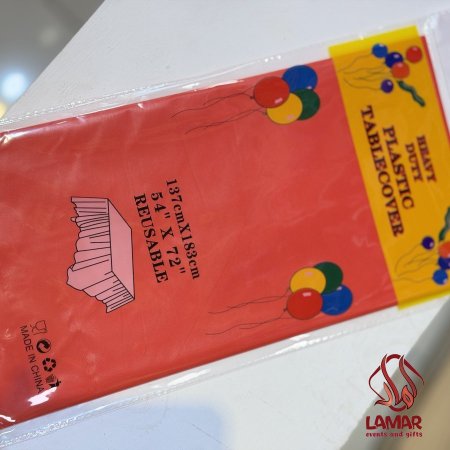 HEAVY
DUTY
PLASTIC
TABLECOVER
137cmX183cm
54" X 72"
REUSABLE
MADE IN CHINA
LAMAR
events and gifts